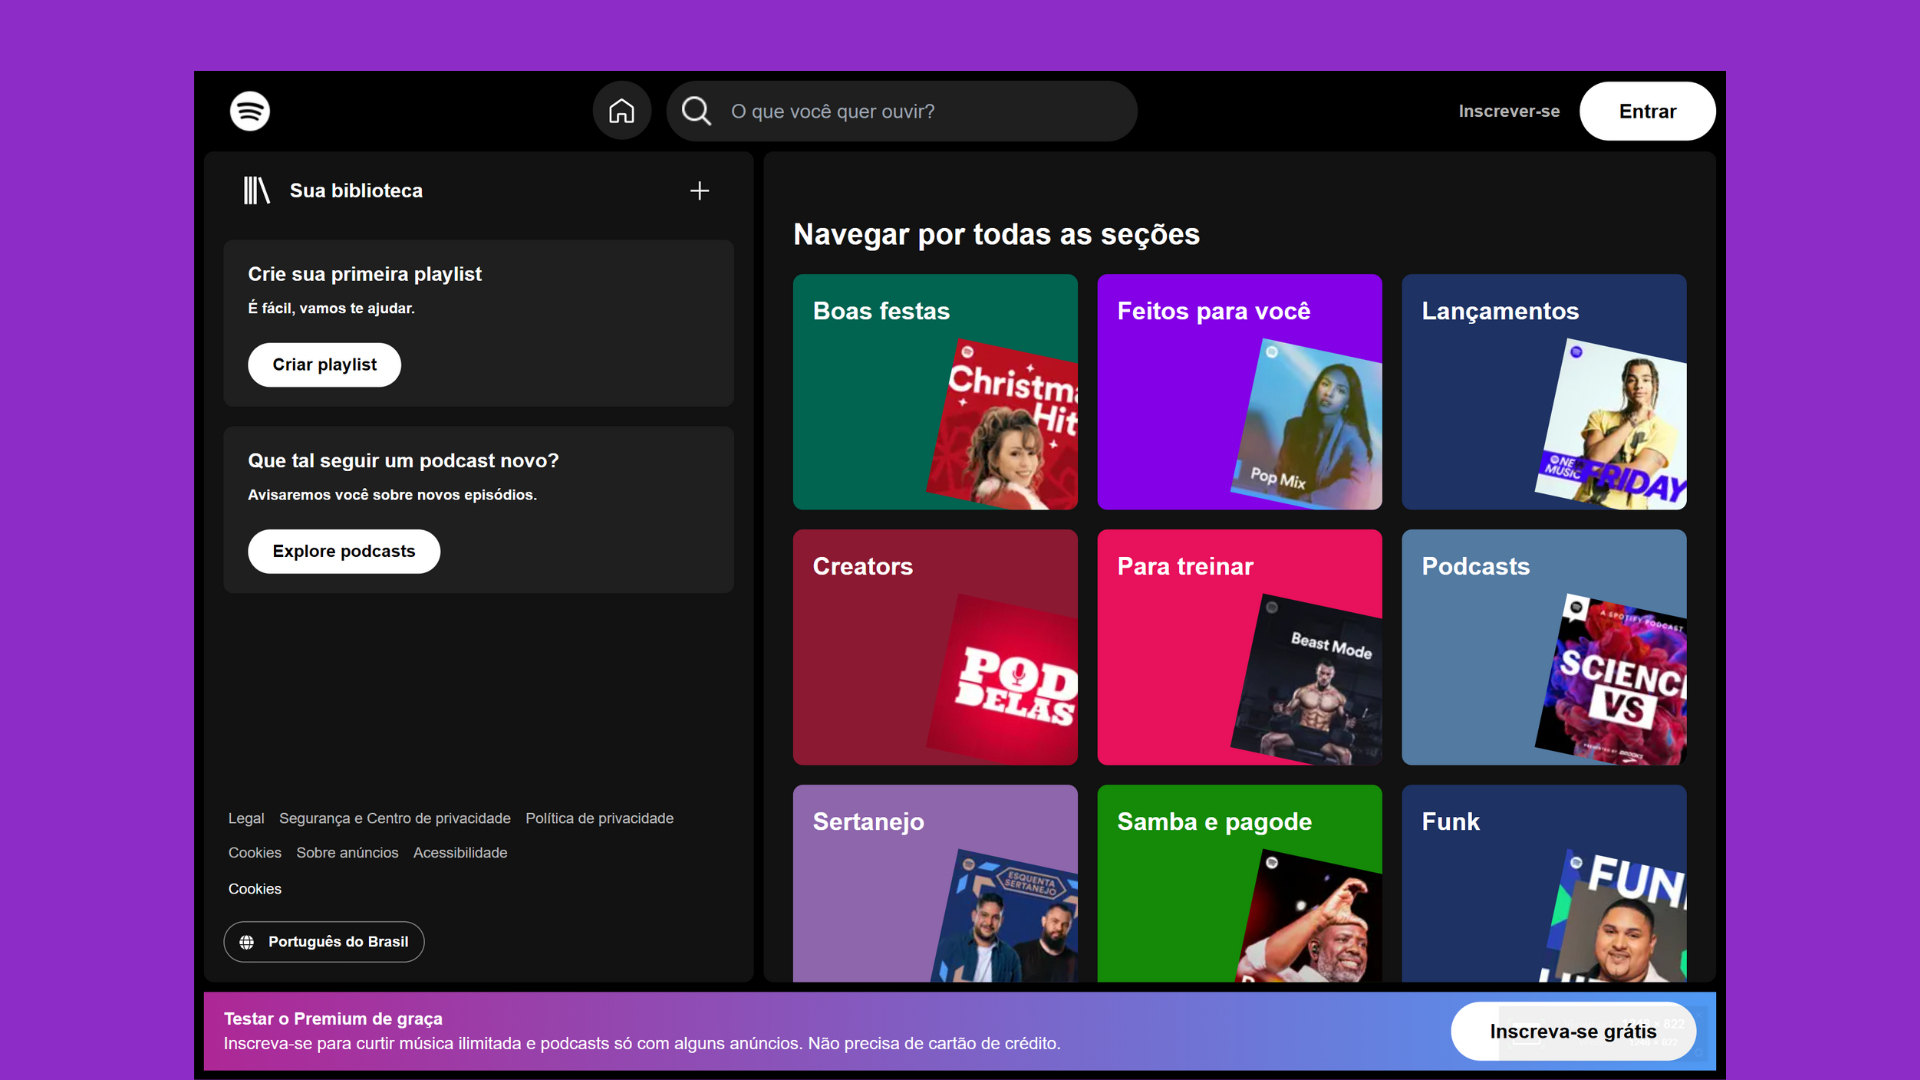 O que você quer ouvir?
Inscrever-se
Entrar
Sua biblioteca
Crie sua primeira playlist
É fácil, vamos te ajudar.
Criar playlist
Que tal seguir um podcast novo?
Avisaremos você sobre novos episódios.
Explore podcasts
Legal Segurança e Centro de privacidade Política de privacidade
Cookies Sobre anúncios Acessibilidade
Cookies
Português do Brasil
Navegar por todas as seções
Boas festas
Christma
Hit
Feitos para você
Pop Mix
Lançamentos
NE
MUSIC
FRIDAY
Creators
POD
DELAS
Para treinar
Beast Mode
Podcasts
A SPOTIFY PODCAST
SCIENC
VS
Sertanejo
ESQUENTA
SERTANEJO
Samba e pagode
Funk
FUN
Testar o Premium de graça
Inscreva-se para curtir música ilimitada e podcasts só com alguns anúncios. Não precisa de cartão de crédito.
Inscreva-se grátis